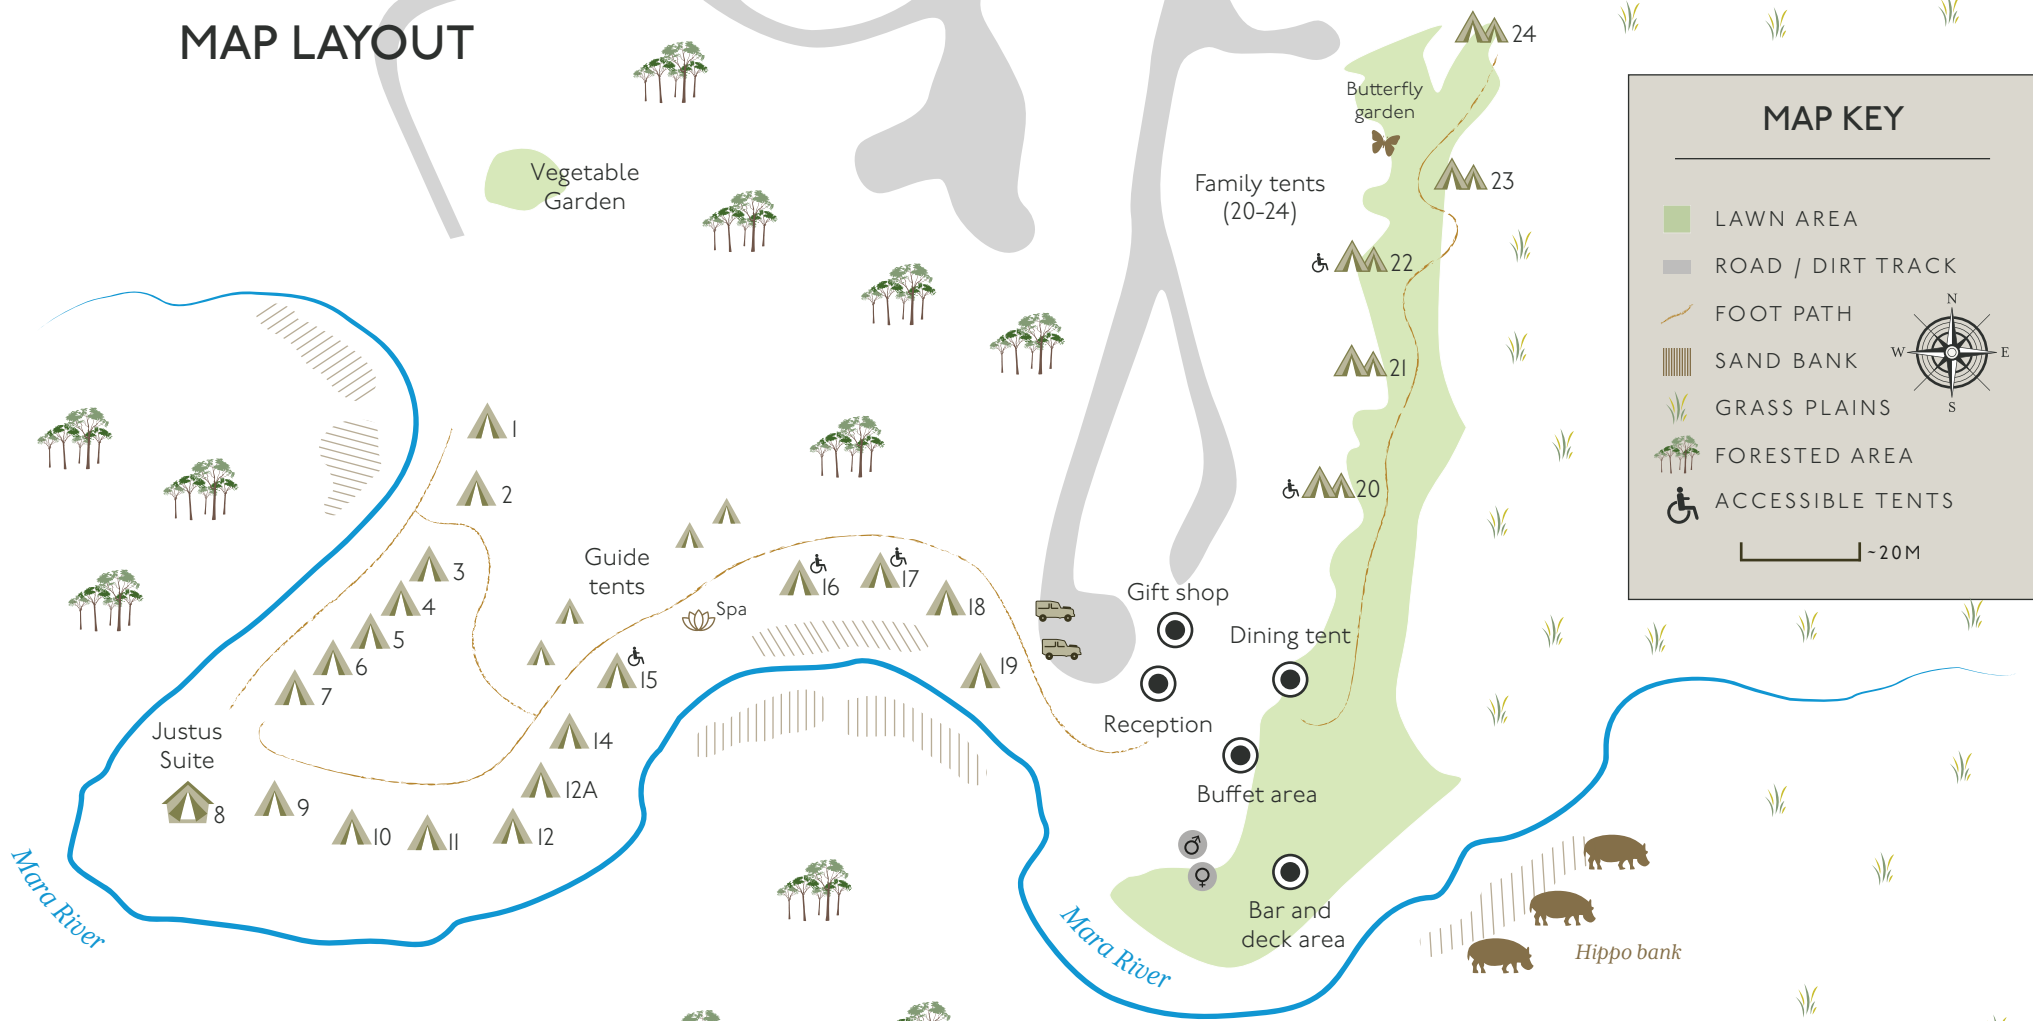 MAP LAYOUT
24
Butterfly
garden
MAP KEY
Vegetable
Garden
Family tents
(20-24)
23
LAWN AREA
22
ROAD / DIRT TRACK
N
FOOT PATH
W
E
SAND BANK
21
S
GRASS PLAINS
1
FORESTED AREA
2
20
ACCESSIBLE TENTS
~20M
Guide
tents
3
16
17
Gift shop
4
Spa
18
5
Dining tent
6
15
19
7
Reception
Justus
Suite
14
12A
Buffet area
8
9
10
11
12
Mara River
Mara River
Bar and
deck area
Hippo bank